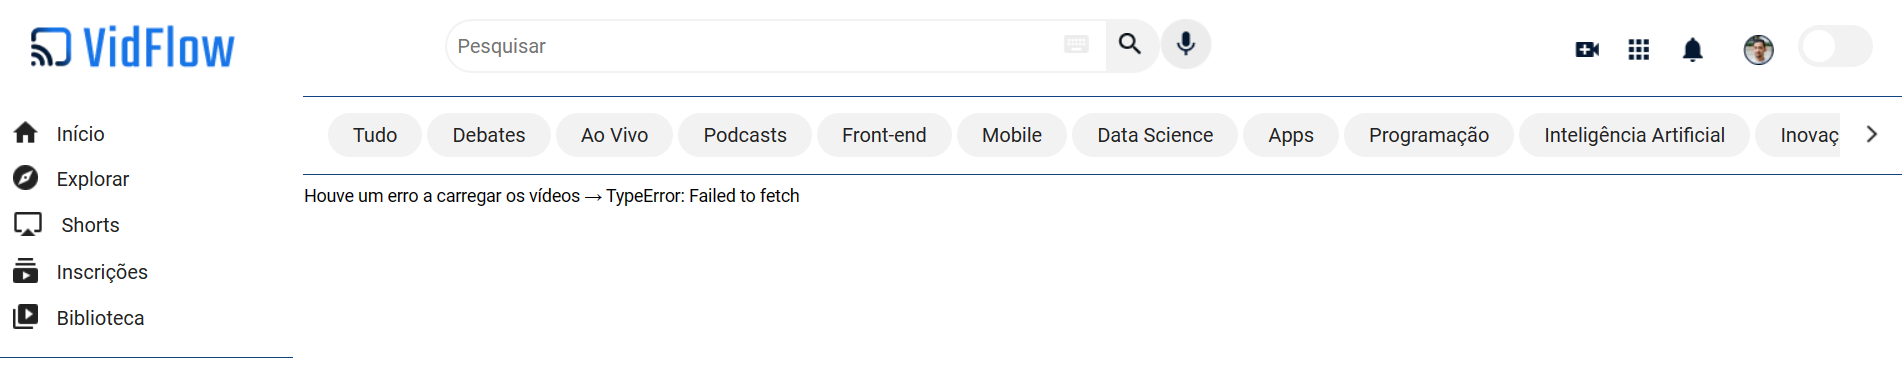 VidFlow
Pesquisar
Início
Explorar
Shorts
Inscrições
Biblioteca
Tudo Debates Ao Vivo Podcasts Front-end Mobile Data Science Apps Programação Inteligência Artificial Inovaç
Houve um erro a carregar os vídeos → TypeError: Failed to fetch